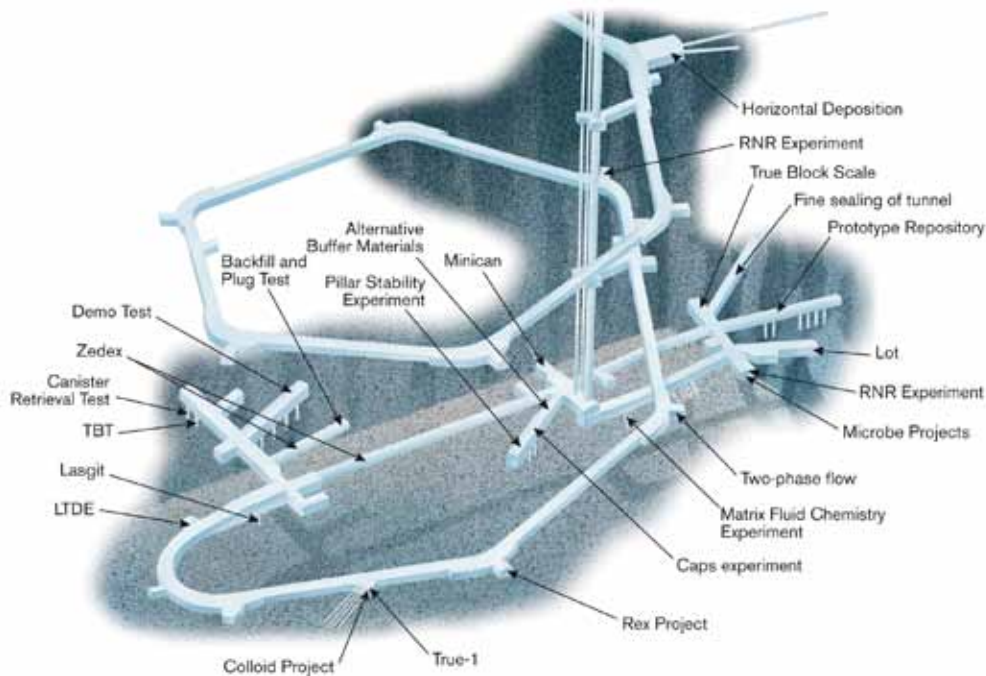 Horizontal Deposition
RNR Experiment
True Block Scale
Fine sealing of tunnel
Prototype Repository
Alternative
Buffer Materials
Minican
Backfill and
Plug Test
Pillar Stability
Experiment
Demo Test
Zedex
Canister
Retrieval Test
TBT
Lasgit
LTDE
Lot
RNR Experiment
Microbe Projects
Two-phase flow
Matrix Fluid Chemistry
Experiment
Caps experiment
Rex Project
True-1
Colloid Project